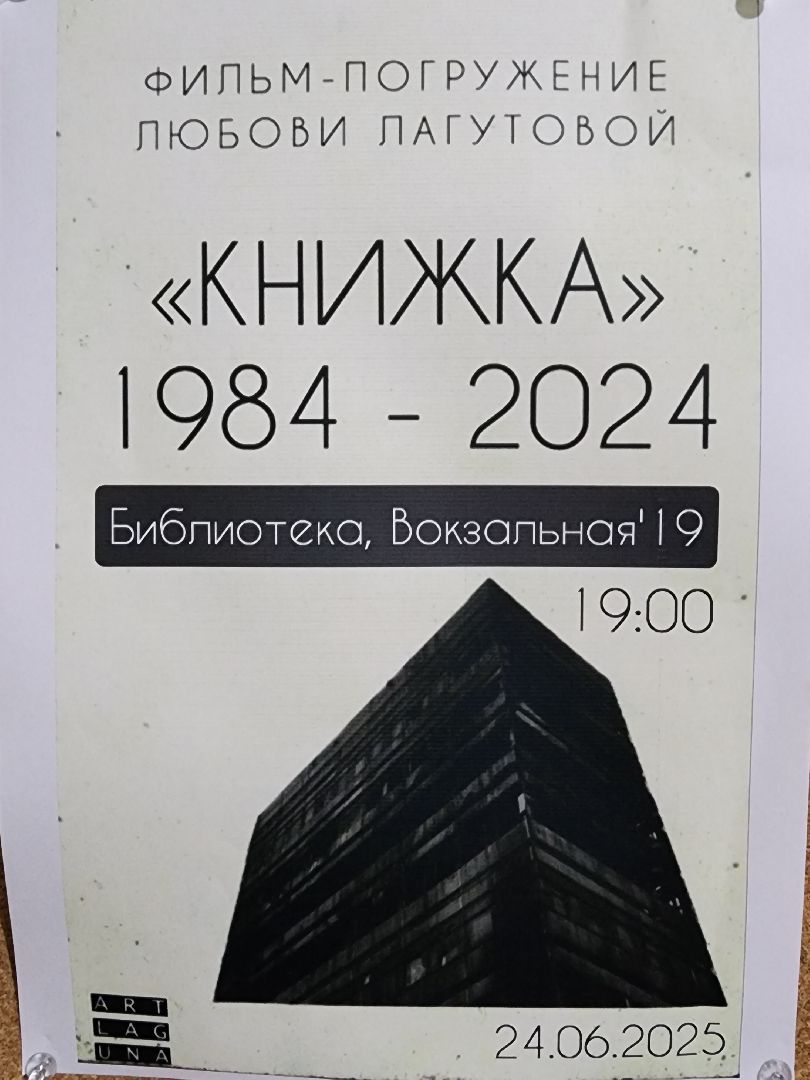 ФИЛЬМ-ПОГРУЖЕНИЕ
ЛЮБОВИ ЛАГУТОВОЙ
«КНИЖКА»
1984 - 2024
Библиотека, Вокзальная'19
19:00
ART
LAG
UNA
24.06.2025